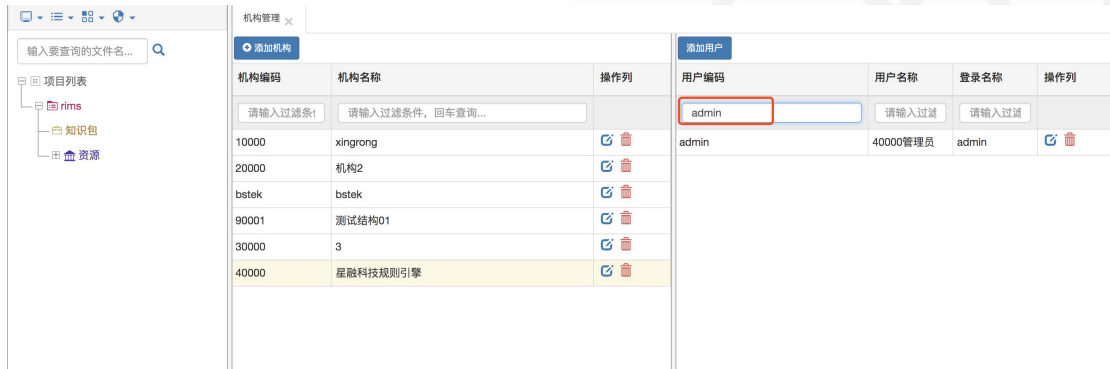 机构管理
输入要查询的文件名...
项目列表
rims
知识包
资源
添加机构
机构编码 机构名称 操作列
请输入过滤条 请输入过滤条件，回车查询...
10000 xingrong
20000 机构2
bstek bstek
90001 测试结构01
30000 3
40000 星融科技规则引擎
添加用户
用户编码 用户名称 登录名称 操作列
admin 请输入过滤 请输入过滤
admin 40000管理员 admin